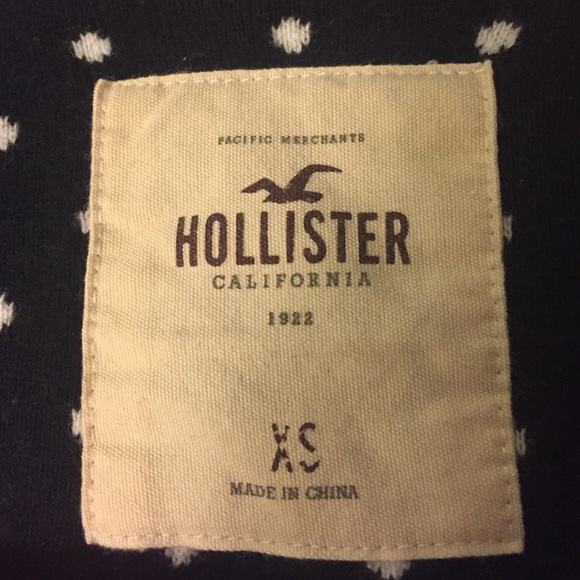 PACIFIC MERCHANTS
HOLLISTER
CALIFORNIA
1922
XS
MADE IN CHINA